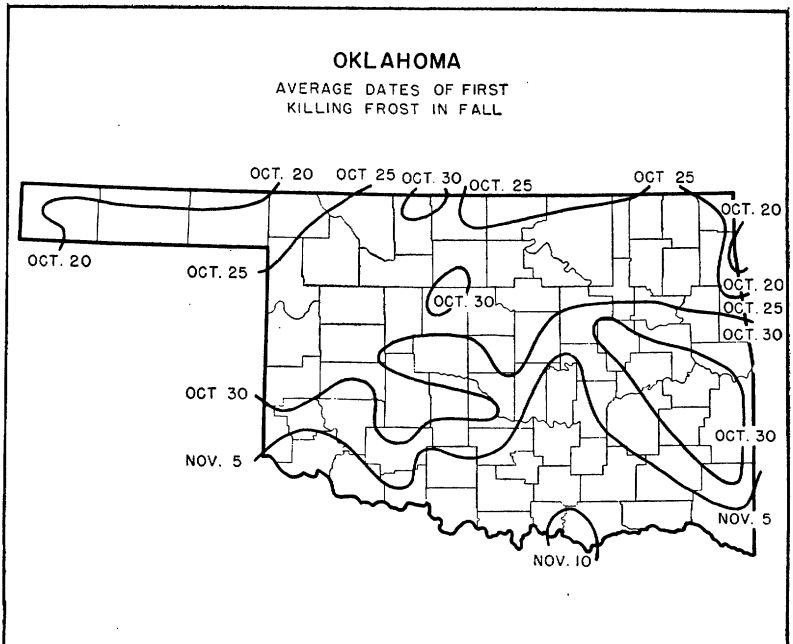 OKLAHOMA
AVERAGE DATES OF FIRST
KILLING FROST IN FALL
OCT. 20
OCT 25
OCT. 30
OCT. 25
OCT. 25
OCT. 20
OCT. 20
OCT. 25
OCT. 20
OCT. 30
OCT. 25
OCT. 30
OCT 30
OCT. 30
NOV. 5
NOV. 5
NOV. 10